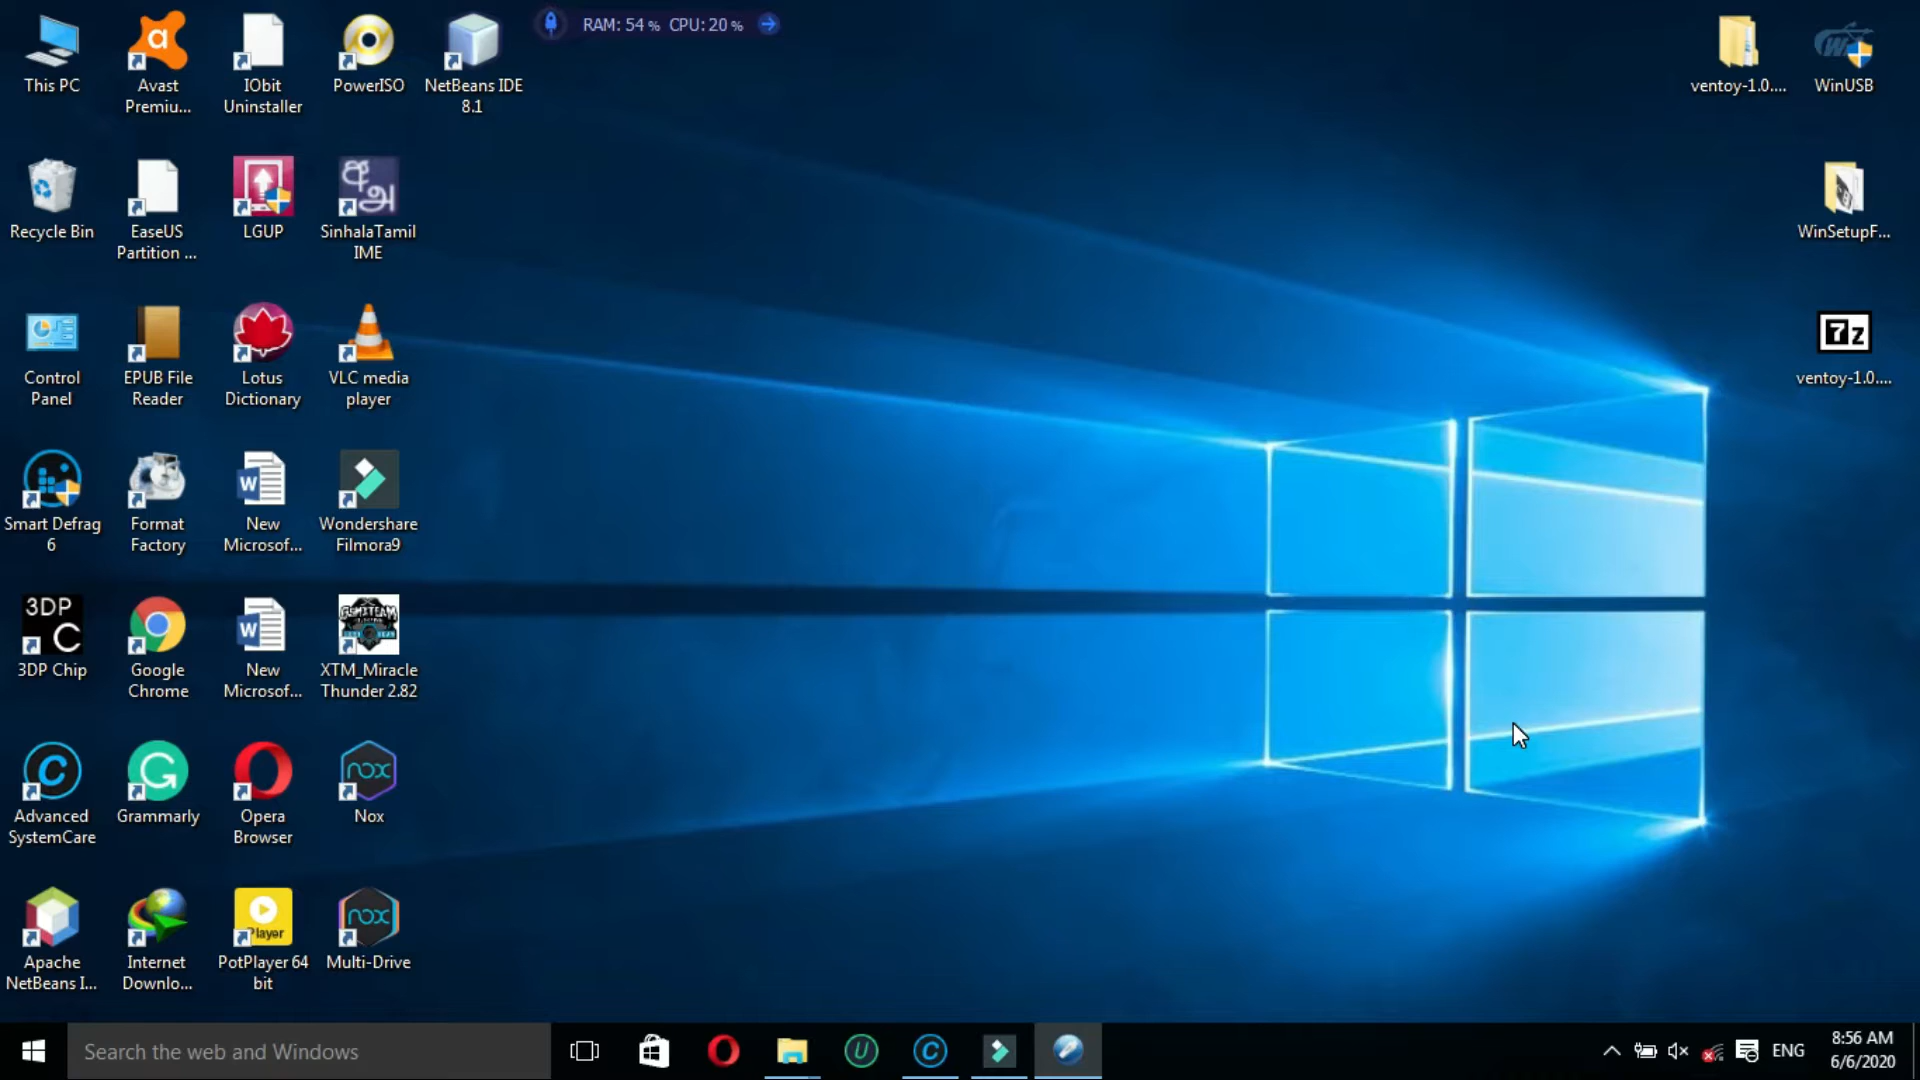 RAM: 54 % CPU: 20 %
This PC
Avast
Premiu...
IObit
Uninstaller
PowerISO
NetBeans IDE
8.1
ventoy-1.0....
WinUSB
Recycle Bin
EaseUS
Partition ...
LGUP
SinhalaTamil
IME
WinSetupF...
Control
Panel
EPUB File
Reader
Lotus
Dictionary
VLC media
player
7z
ventoy-1.0....
Smart Defrag
6
Format
Factory
New
Microsof...
Wondershare
Filmora9
3DP
C
3DP Chip
Google
Chrome
New
Microsof...
XTM_Miracle
Thunder 2.82
Advanced
SystemCare
Grammarly
Opera
Browser
nox
Nox
Apache
NetBeans I...
Internet
Downlo...
Player
PotPlayer 64
bit
nox
Multi-Drive
Search the web and Windows
ENG
8:56 AM
6/6/2020